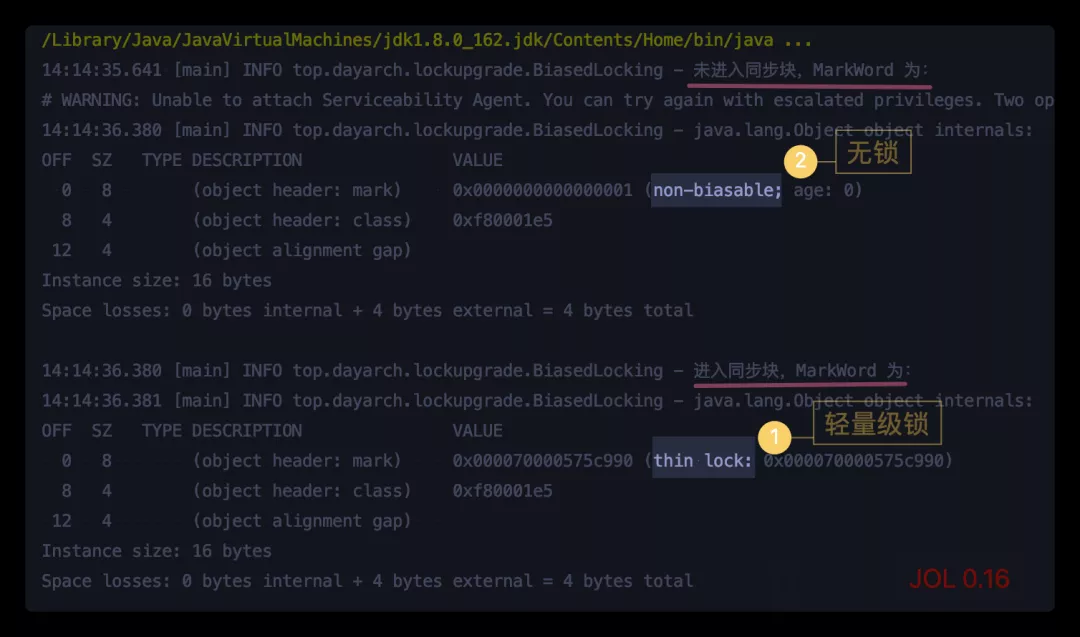 /Library/Java/JavaVirtualMachines/jdk1.8.0_162.jdk/Contents/Home/bin/java ...
14:14:35.641 [main] INFO top.dayarch.lockupgrade.BiasedLocking - 未进入同步块，MarkWord 为:
# WARNING: Unable to attach Serviceability Agent. You can try again with escalated privileges. Two op
14:14:36.380 [main] INFO top.dayarch.lockupgrade.BiasedLocking - java.lang.Object object internals:
OFF SZ TYPE DESCRIPTION VALUE
2 无锁
0 8 (object header: mark) 0x0000000000000001 (non-biasable; age: 0)
8 4 (object header: class) 0xf80001e5
12 4 (object alignment gap)
Instance size: 16 bytes
Space losses: 0 bytes internal + 4 bytes external = 4 bytes total
14:14:36.380 [main] INFO top.dayarch.lockupgrade.BiasedLocking - 进入同步块，MarkWord 为:
14:14:36.381 [main] INFO top.dayarch.lockupgrade.BiasedLocking - java.lang.Object object internals:
OFF SZ TYPE DESCRIPTION VALUE
1 轻量级锁
0 8 (object header: mark) 0x000070000575c990 (thin lock: 0x000070000575c990)
8 4 (object header: class) 0xf80001e5
12 4 (object alignment gap)
Instance size: 16 bytes
Space losses: 0 bytes internal + 4 bytes external = 4 bytes total
JOL 0.16